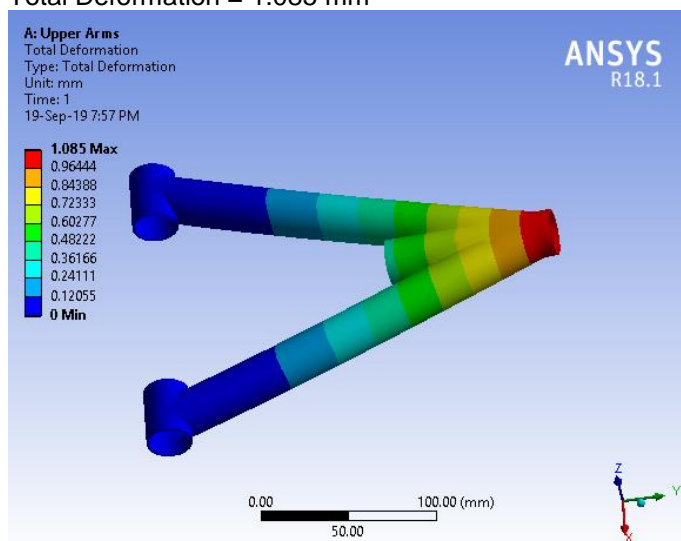 Total Deformation = 1.085 mm
A: Upper Arms
Total Deformation
Type: Total Deformation
Unit: mm
Time: 1
19-Sep-19 7:57 PM
ANSYS
R18.1
1.085 Max
0.96444
0.84388
0.72333
0.60277
0.48222
0.36166
0.24111
0.12055
0 Min
0.00
100.00 (mm)
50.00
Z
Y
X